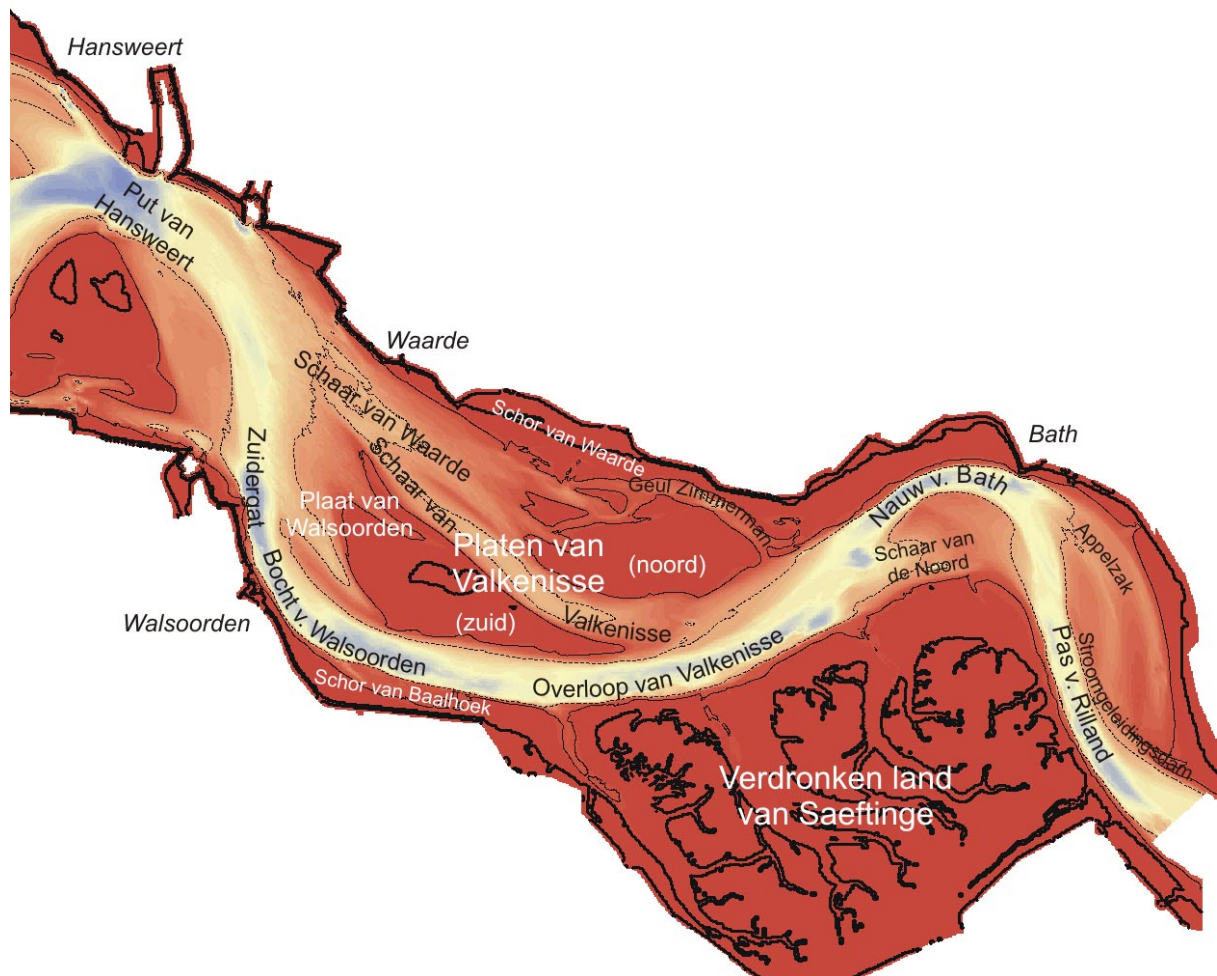 Hansweert
Put van
Hansweert
Waarde
Schaar van Waarde
Schor van Waarde
Bath
Nauw v. Bath
Geul Zimmerman
Zuidergat
Schaar van
Plaat van
Walsoorden
Platen van
Valkenisse
(noord)
Schaar van
de Noord
Appelzak
Bocht v. Walsoorden
Walsoorden
(zuid)
Valkenisse
Overloop van Valkenisse
Pas v. Rilland
Stroomgeleidingsdam
Schor van Baalhoek
Verdronken land
van Saeftinge